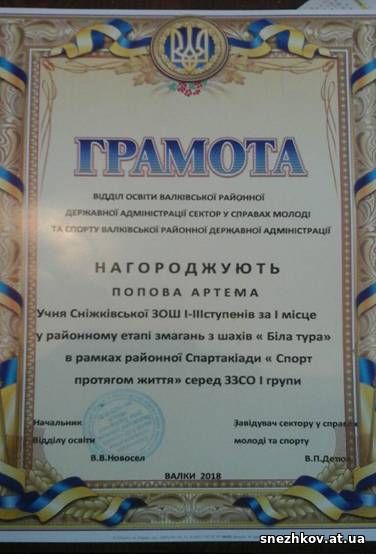 ГРАМОТА
ВІДДІЛ ОСВІТИ ВАЛКІВСЬКОЇ РАЙОННОЇ
ДЕРЖАВНОЇ АДМІНІСТРАЦІЇ СЕКТОР У СПРАВАХ МОЛОДІ
ТА СПОРТУ ВАЛКІВСЬКОЇ РАЙОННОЇ ДЕРЖАВНОЇ АДМІНІСТРАЦІЇ
НАГОРОДЖУЮТЬ
ПОПОВА АРТЕМА
Учня Сніжківської ЗОШ І-ІІІступенів за І місце
у районному етапі змагань з шахів « Біла тура»
в рамках районної Спартакіади « Спорт
протягом життя» серед ЗЗСО І групи
Начальник Завідувач сектору у справах
Відділу освіти молоді та спорту
В.В.Новосел В.П.Детюк
ВАЛКИ 2018
snezhkov.at.ua